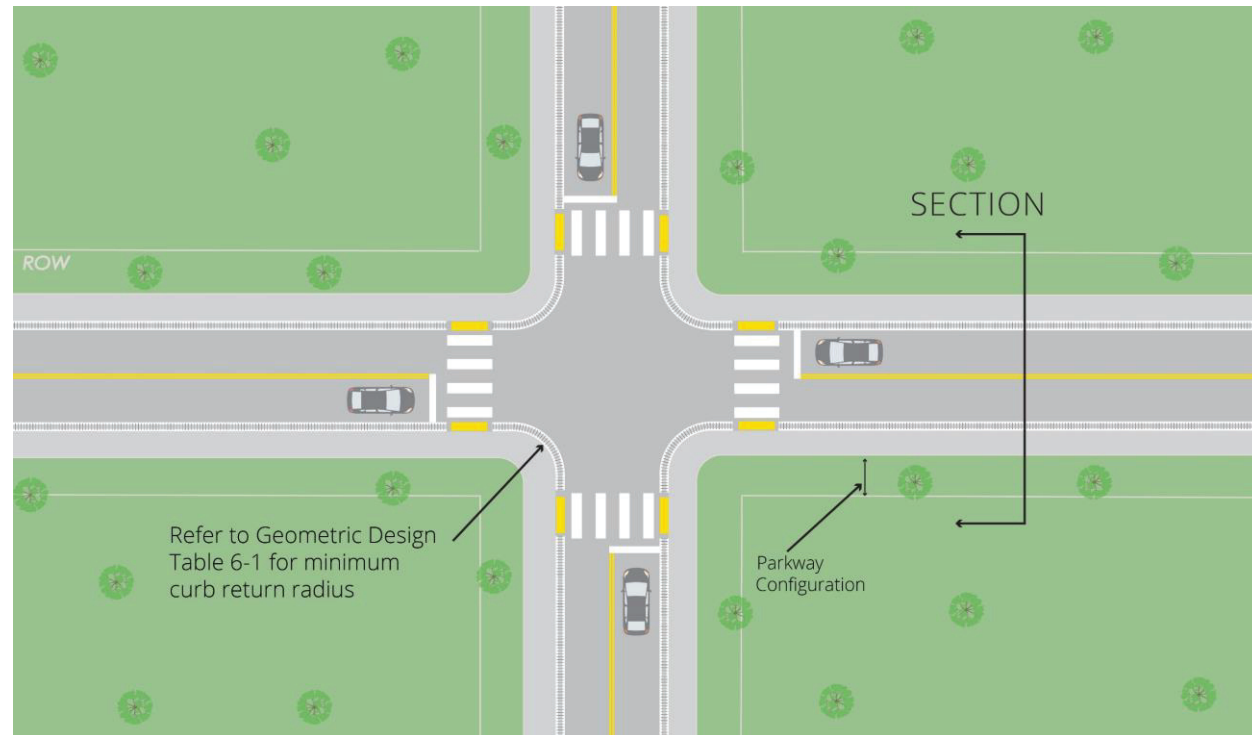 SECTION
ROW
Refer to Geometric Design
Table 6-1 for minimum
curb return radius
Parkway
Configuration